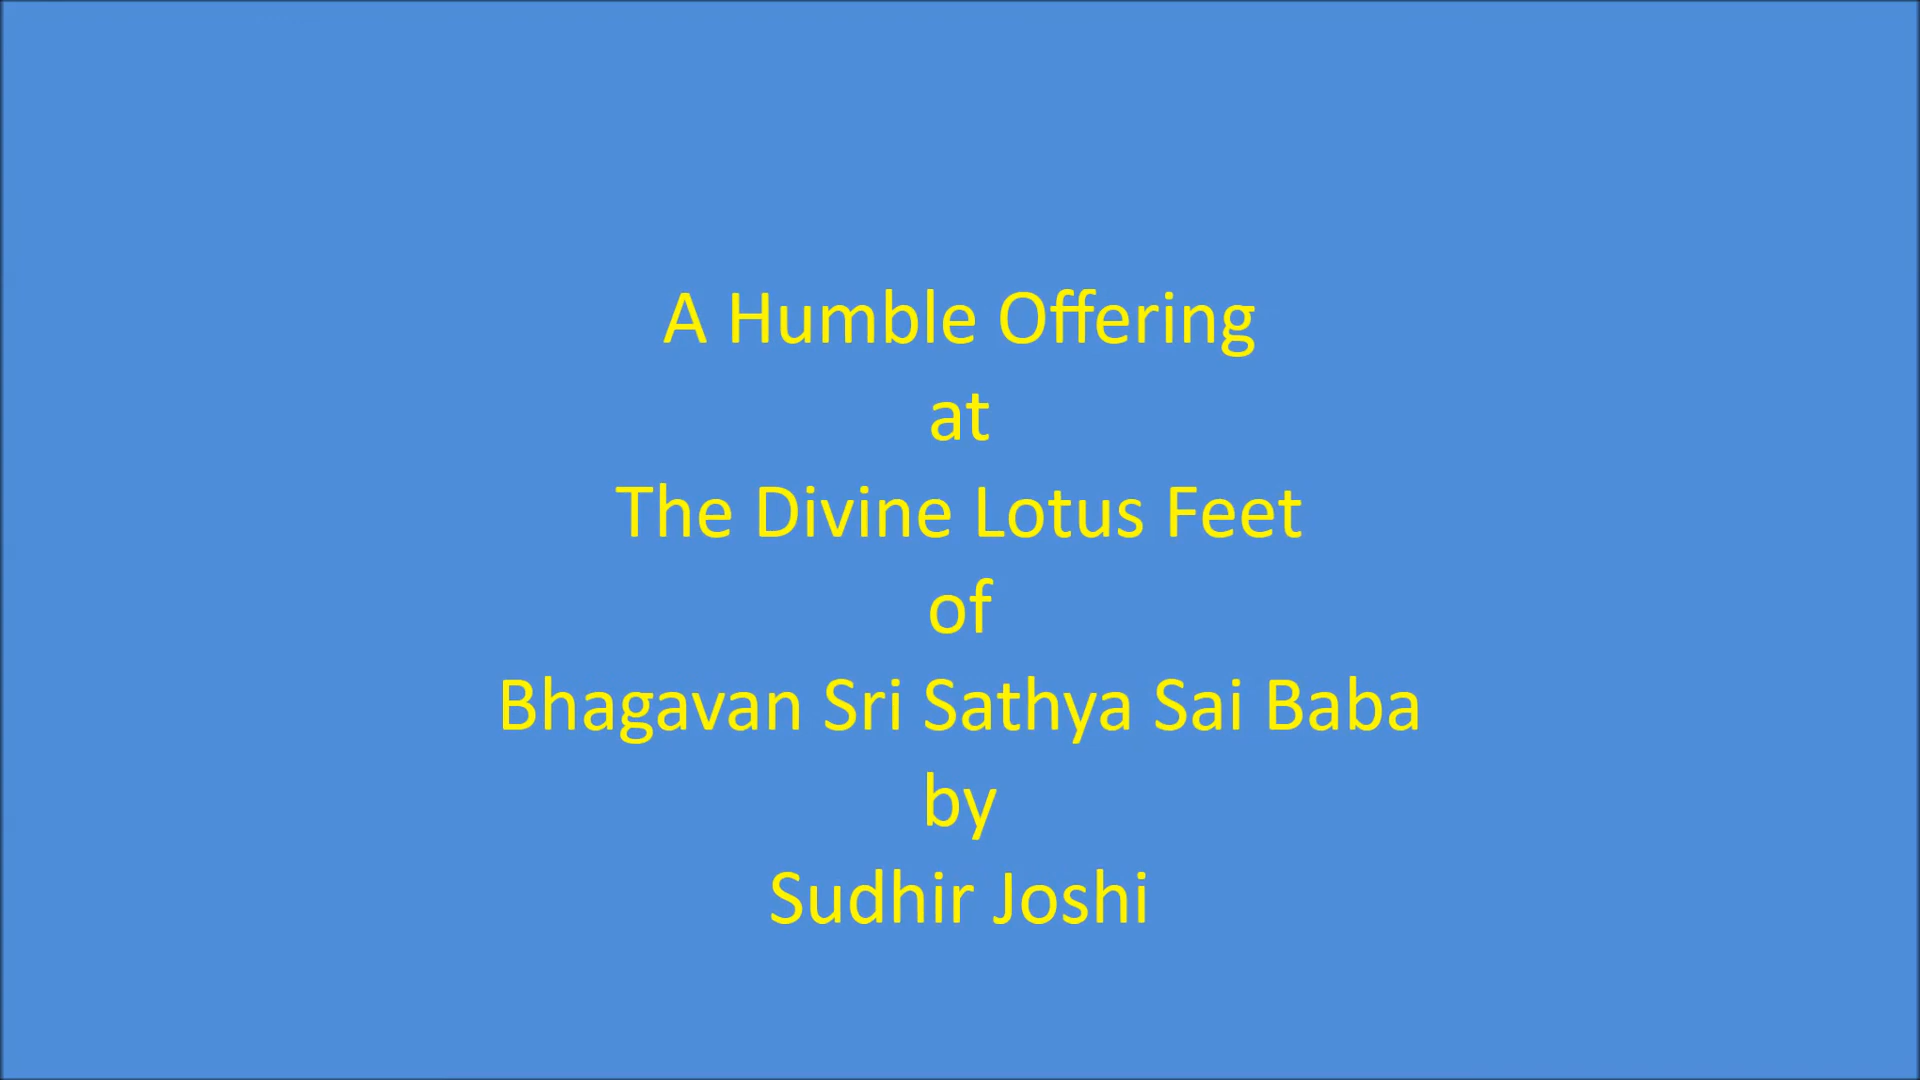 A Humble Offering
at
The Divine Lotus Feet
of
Bhagavan Sri Sathya Sai Baba
by
Sudhir Joshi